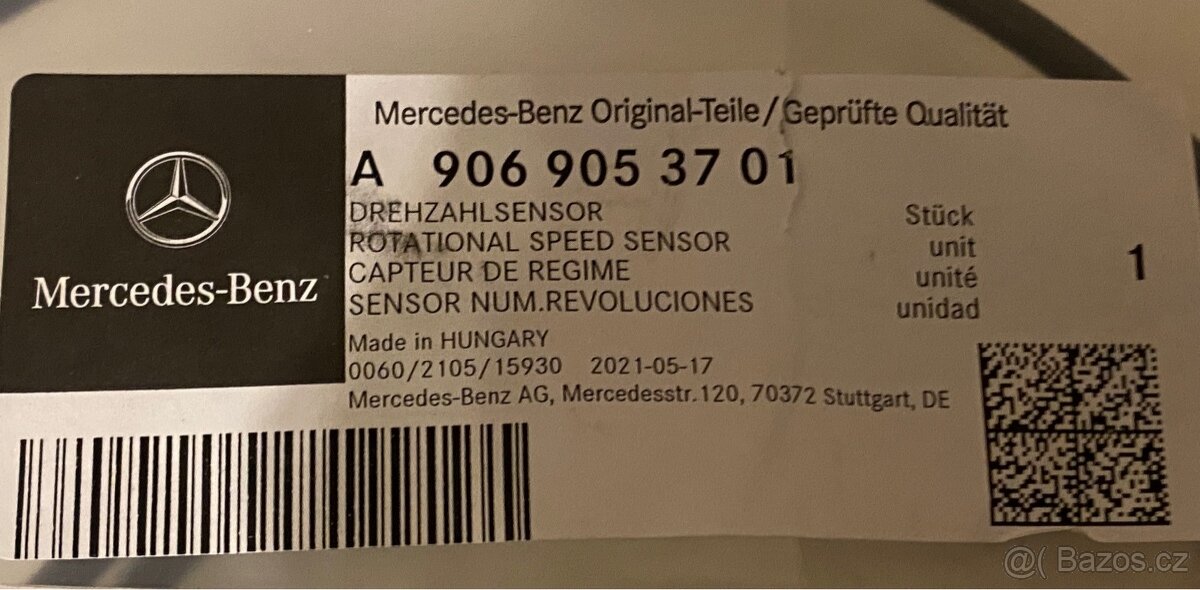 Mercedes-Benz Original-Teile/Geprüfte Qualität
A 906 905 37 01
DREHZAHLSENSOR
ROTATIONAL SPEED SENSOR
CAPTEUR DE REGIME
SENSOR NUM.REVOLUCIONES
Stück
unit
unité
unidad
1
Mercedes-Benz
Made in HUNGARY
0060/2105/15930 2021-05-17
Mercedes-Benz AG, Mercedesstr.120, 70372 Stuttgart, DE
@( Bazos.cz